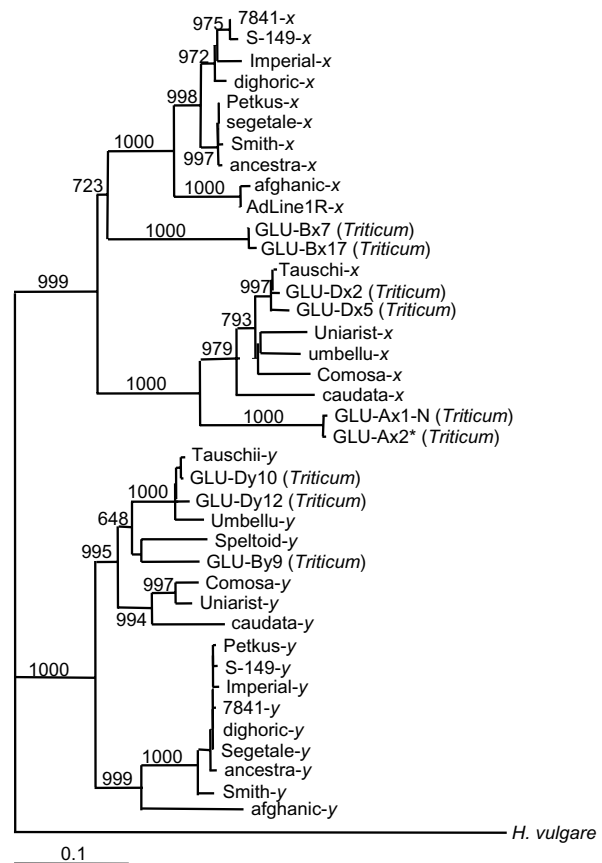 975
7841-x
S-149-x
972
Imperial-x
dighoric-x
998
Petkus-x
segetale-x
Smith-x
997
ancestra-x
1000
723
1000
afghanic-x
AdLine1R-x
1000
GLU-Bx7 (Triticum)
GLU-Bx17 (Triticum)
999
997
Tauschi-x
GLU-Dx2 (Triticum)
GLU-Dx5 (Triticum)
793
Uniarist-x
979
umbellu-x
Comosa-x
1000
caudata-x
1000
GLU-Ax1-N (Triticum)
GLU-Ax2* (Triticum)
Tauschii-y
GLU-Dy10 (Triticum)
1000
GLU-Dy12 (Triticum)
648
Umbellu-y
Speltoid-y
995
GLU-By9 (Triticum)
997
Comosa-y
Uniarist-y
994
caudata-y
Petkus-y
1000
S-149-y
Imperial-y
7841-y
dighoric-y
1000
Segetale-y
999
ancestra-y
Smith-y
afghanic-y
H. vulgare
0.1